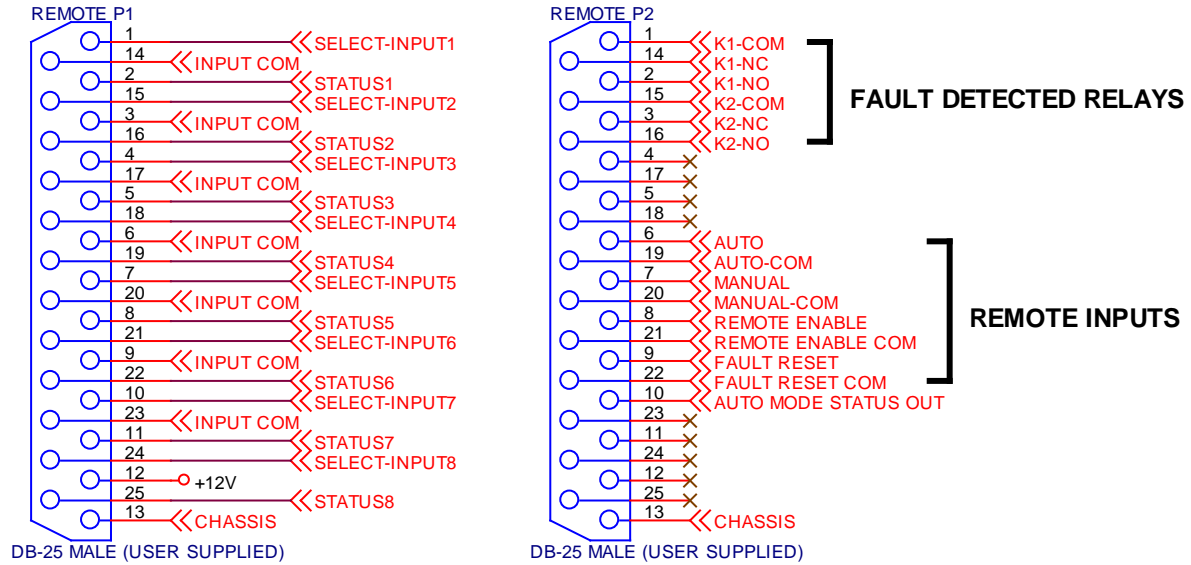 REMOTE P1
1 SELECT-INPUT1
14 INPUT COM
2 STATUS1
15 SELECT-INPUT2
3 INPUT COM
16 STATUS2
4 SELECT-INPUT3
17 INPUT COM
5 STATUS3
18 SELECT-INPUT4
6 INPUT COM
19 STATUS4
7 SELECT-INPUT5
20 INPUT COM
8 STATUS5
21 SELECT-INPUT6
9 INPUT COM
22 STATUS6
10 SELECT-INPUT7
23 INPUT COM
11 STATUS7
24 SELECT-INPUT8
12 +12V
25 STATUS8
13 CHASSIS
DB-25 MALE (USER SUPPLIED)
REMOTE P2
1 K1-COM
14 K1-NC
2 K1-NO
15 K2-COM
3 K2-NC
16 K2-NO
FAULT DETECTED RELAYS
4
17
5
18
6 AUTO
19 AUTO-COM
7 MANUAL
20 MANUAL-COM
8 REMOTE ENABLE
21 REMOTE ENABLE COM
9 FAULT RESET
22 FAULT RESET COM
REMOTE INPUTS
10 AUTO MODE STATUS OUT
23
11
24
12
25
13 CHASSIS
DB-25 MALE (USER SUPPLIED)